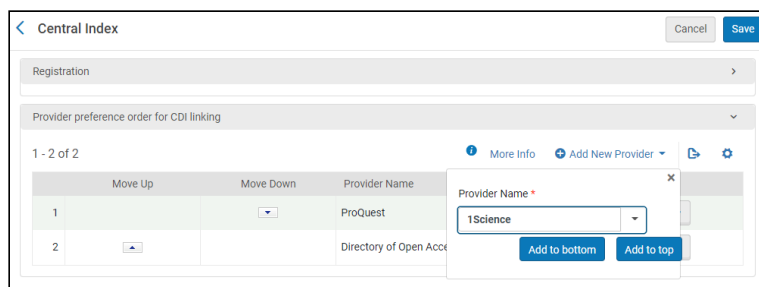 Central Index
Cancel
Save
Registration
Provider preference order for CDI linking
1 - 2 of 2
More Info
Add New Provider
Move Up Move Down Provider Name
Provider Name *
1 ProQuest
1Science
2 Directory of Open Acce
Add to bottom
Add to top